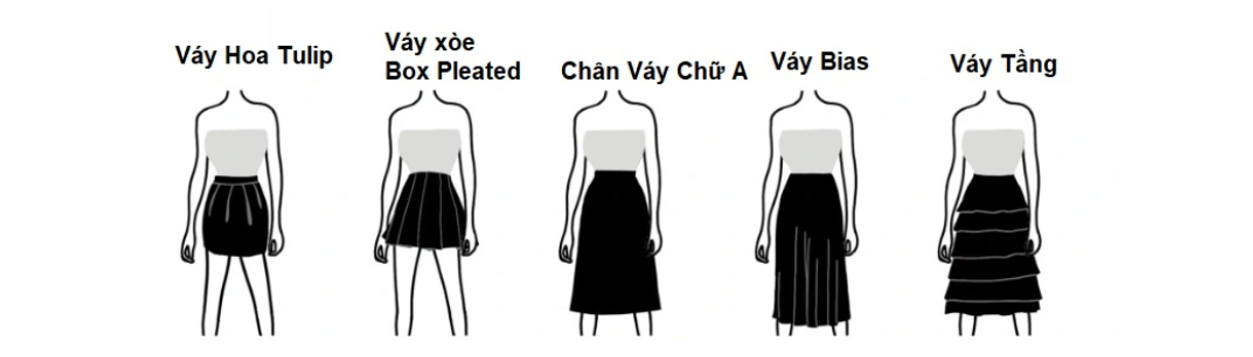 Váy Hoa Tulip
Váy xòe
Box Pleated
Chân Váy Chữ A
Váy Bias
Váy Tầng